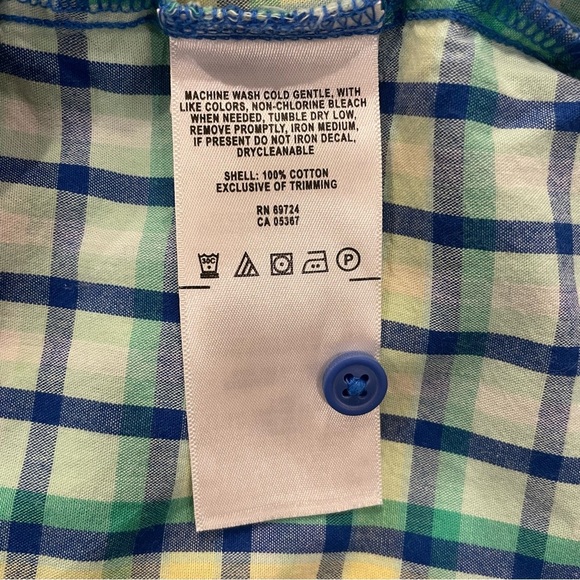 MACHINE WASH COLD GENTLE, WITH
LIKE COLORS, NON-CHLORINE BLEACH
WHEN NEEDED, TUMBLE DRY LOW,
REMOVE PROMPTLY, IRON MEDIUM,
IF PRESENT DO NOT IRON DECAL,
DRYCLEANABLE
SHELL: 100% COTTON
EXCLUSIVE OF TRIMMING
RN 69724
CA 05367
30C P